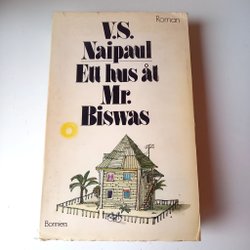 Roman
V.S.
Naipaul
Ett hus åt
Mr.
Biswas
Bonniers